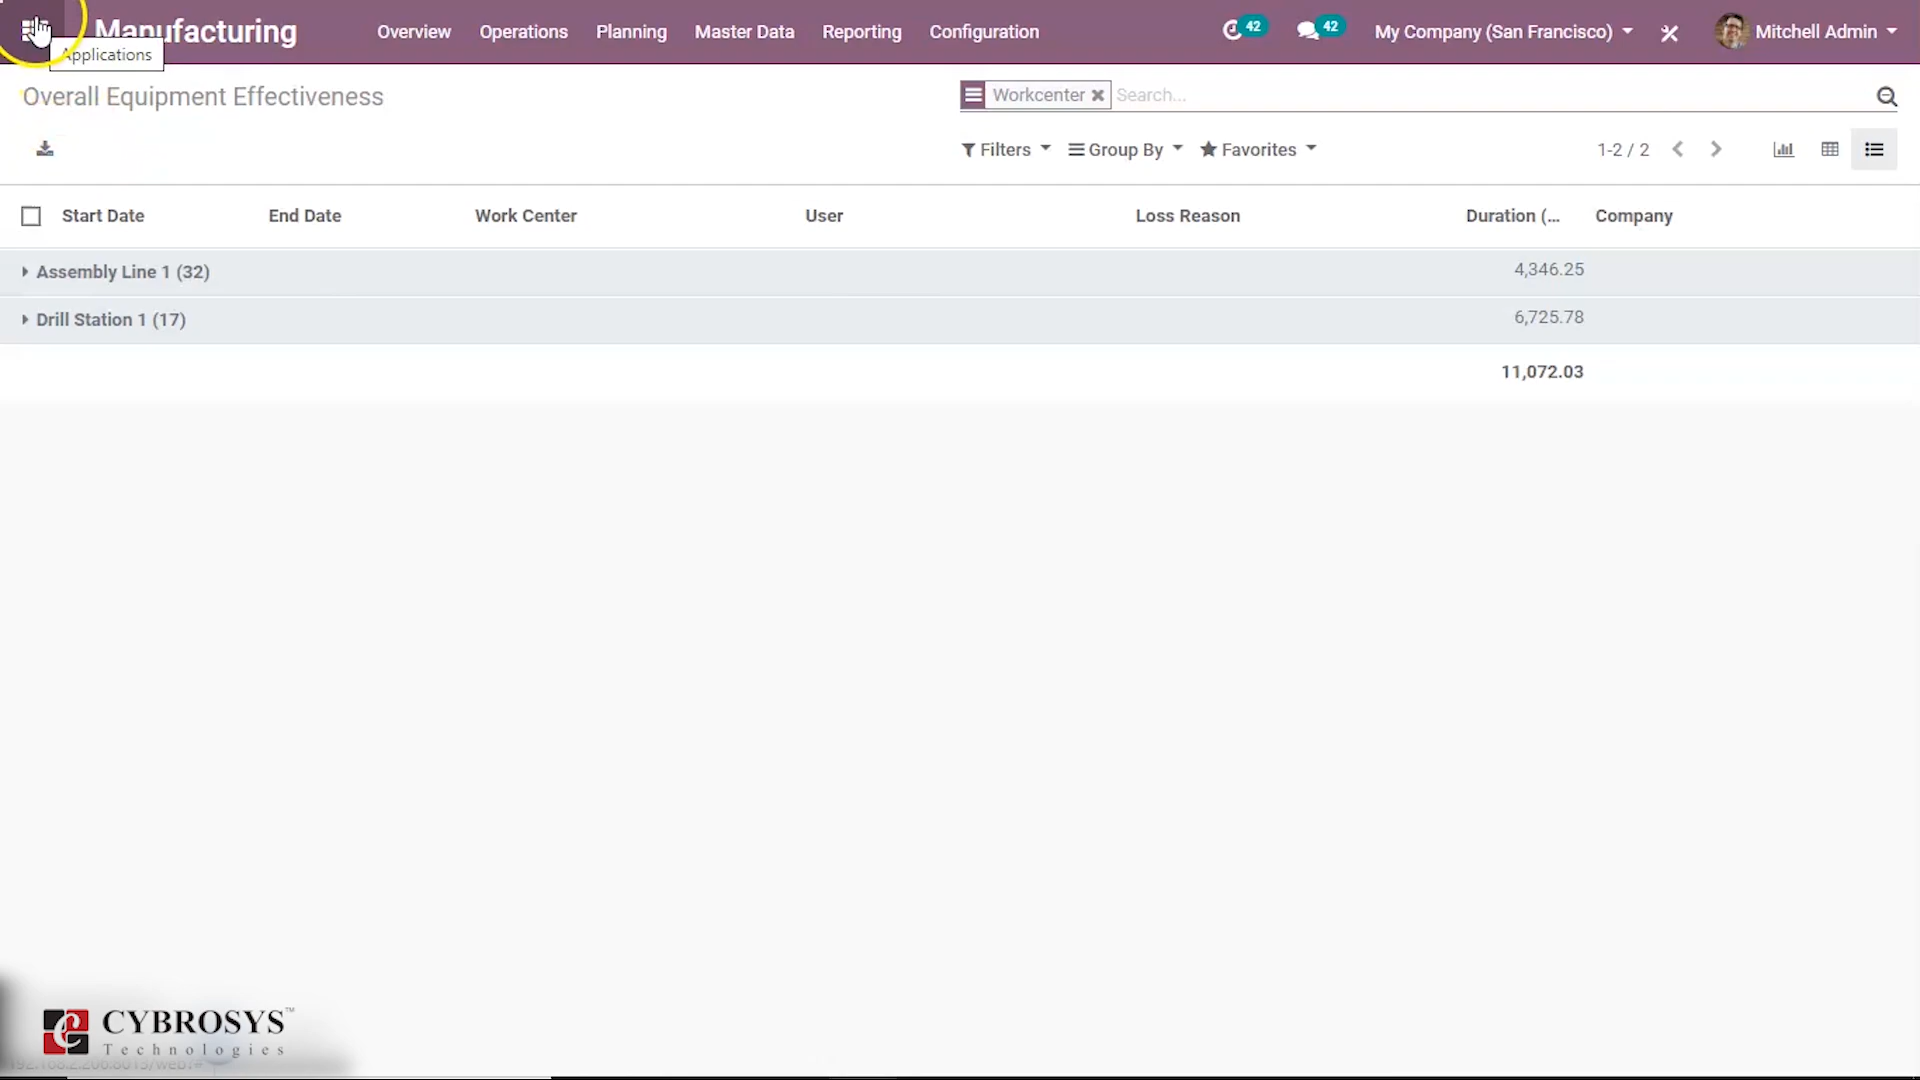 Manufacturing
Overview
Operations
Planning
Master Data
Reporting
Configuration
42
42
My Company (San Francisco)
Mitchell Admin
Applications
Overall Equipment Effectiveness
Workcenter
Search...
Filters
Group By
Favorites
1-2 / 2
Start Date
End Date
Work Center
User
Loss Reason
Duration (...
Company
Assembly Line 1 (32)
4,346.25
Drill Station 1 (17)
6,725.78
11,072.03
CYBROSYS™
Technologies